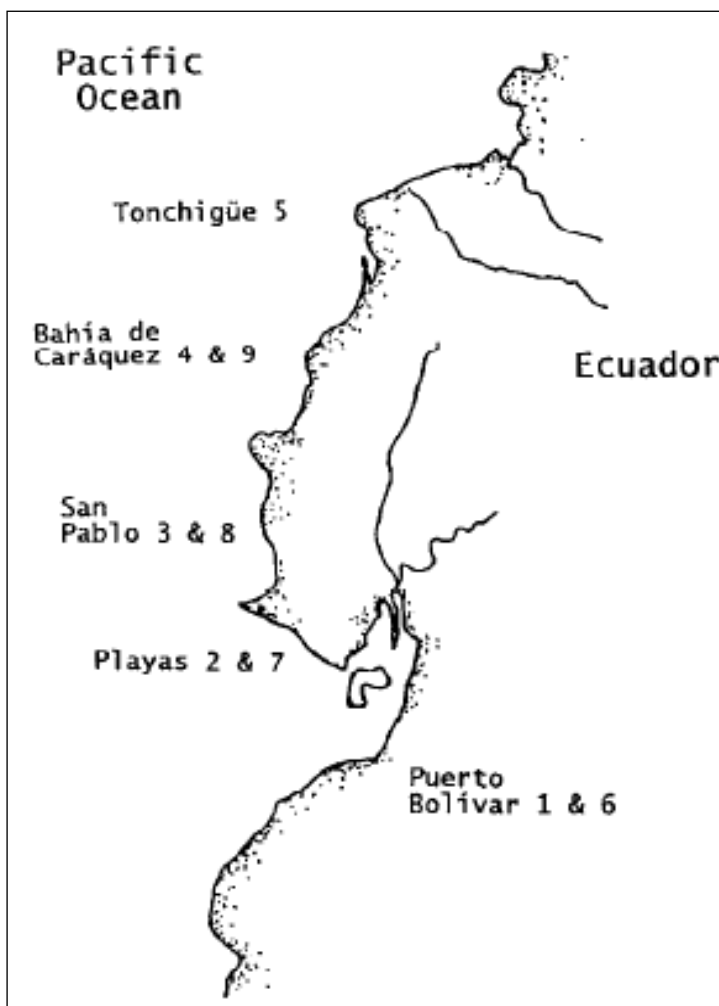 Pacific
Ocean
Tonchigüe 5
Bahía de
Caráquez 4 & 9
Ecuador
San
Pablo 3 & 8
Playas 2 & 7
Puerto
Bolívar 1 & 6